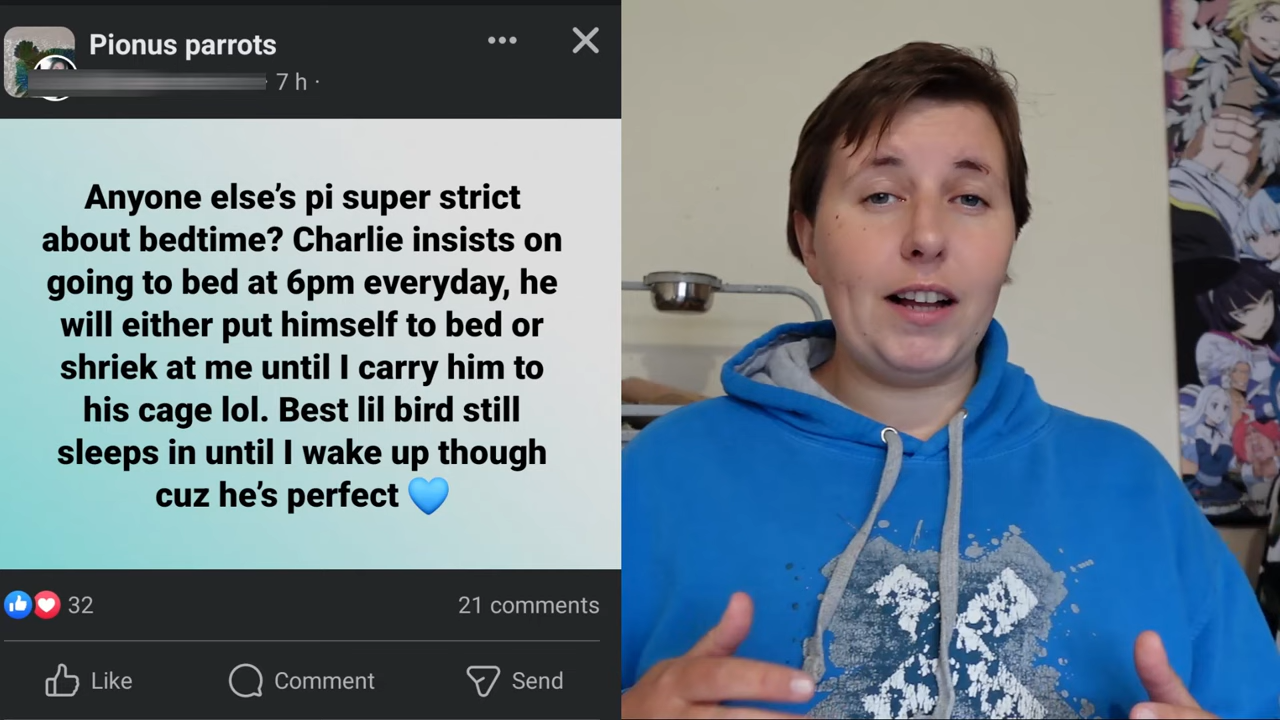 Pionus parrots
7 h ·
Anyone else's pi super strict
about bedtime? Charlie insists on
going to bed at 6pm everyday, he
will either put himself to bed or
shriek at me until I carry him to
his cage lol. Best lil bird still
sleeps in until I wake up though
cuz he's perfect 💙
32
21 comments
Like
Comment
Send